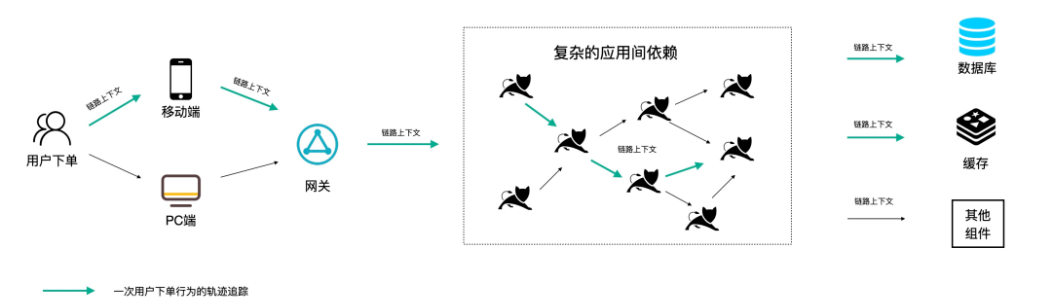 复杂的应用间依赖
链路上下文
数据库
链路上下文
链路上下文
移动端
用户下单
链路上下文
网关
链路上下文
链路上下文
缓存
PC端
链路上下文
其他
组件
一次用户下单行为的轨迹追踪